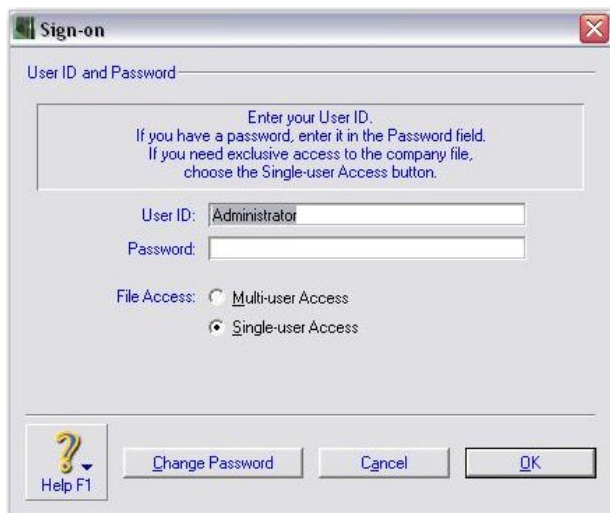 Sign-on
User ID and Password
Enter your User ID.
If you have a password, enter it in the Password field.
If you need exclusive access to the company file,
choose the Single-user Access button.
User ID: Administrator
Password:
File Access: Multi-user Access
Single-user Access
Help F1 Change Password Cancel OK